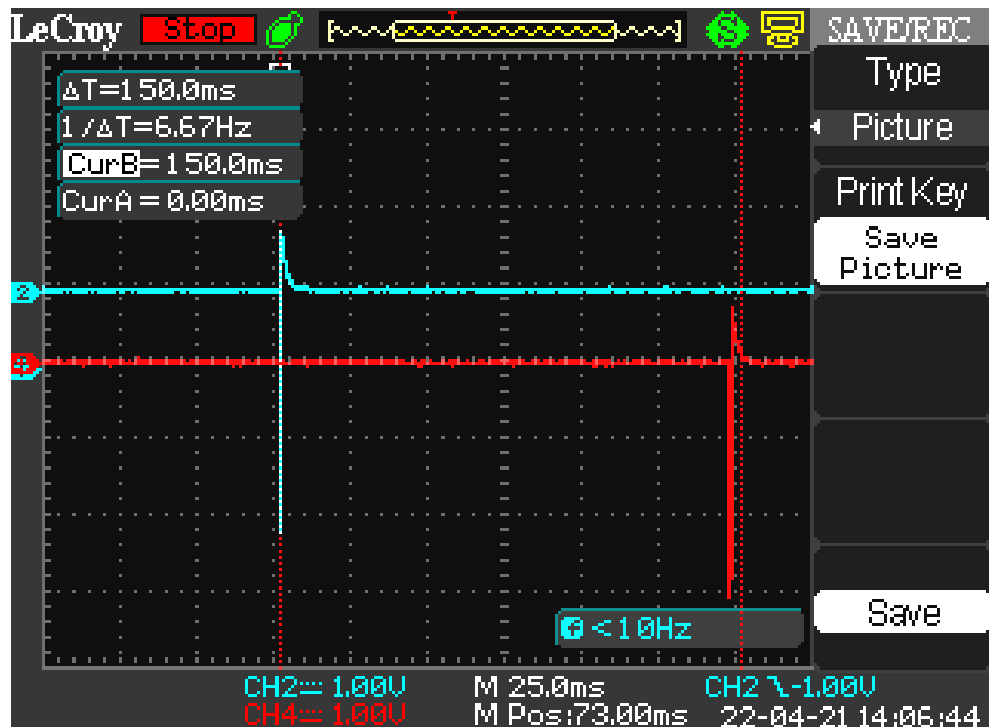 LeCroy Stop S SAVE/REC
Type
Picture
Print Key
Save
Picture
Save
ΔT=150.0ms
1/ΔT=6.67Hz
CurB=150.0ms
CurA=0.00ms
2
4
<10Hz
CH2 1.00V M 25.0ms CH2 -1.00V
CH4 1.00V M Pos:73.00ms 22-04-21 14:06:44